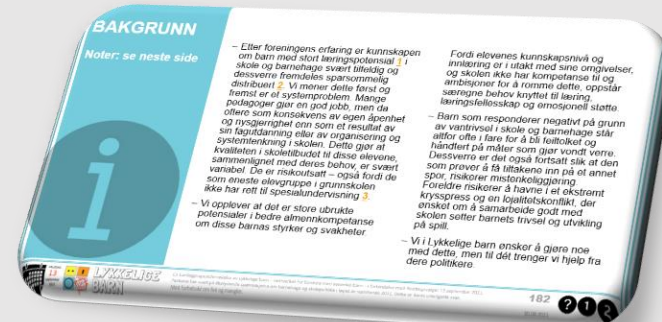 BAKGRUNN
Noter: se neste side
– Etter foreningens erfaring er kunnskapen
om barn med stort læringspotensial 1 i
skole og barnehage svært tilfeldig og
dessverre fremdeles sparsommelig
distribuert 2. Vi mener dette først og
fremst er et systemproblem. Mange
pedagoger gjør en god jobb, men da
oftere som konsekvens av egen åpenhet
og nysgjerrighet enn som et resultat av
sin fagutdanning eller av organisering og
systemtenkning i skolen. Dette gjør at
kvaliteten i skoletilbudet til disse elevene,
sammenlignet med deres behov, er svært
variabel. De er risikoutsatt – også fordi de
som eneste elevgruppe i grunnskolen
ikke har rett til spesialundervisning 3.
– Vi opplever at det er store ubrukte
potensialer i bedre allmennkompetanse
om disse barnas styrker og svakheter.
Fordi elevenes kunnskapsnivå og
innlæring er i utakt med sine omgivelser,
og skolen ikke har kompetanse til og
ambisjoner for å romme dette, oppstår
særegne behov knyttet til læring,
læringsfellesskap og emosjonell støtte.
– Barn som responderer negativt på grunn
av vantrivsel i skole og barnehage står
altfor ofte i fare for å bli feiltolket og
håndtert på måter som gjør vondt verre.
Dessverre er det også fortsatt slik at den
som prøver å få tiltakene inn på et annet
spor, risikerer mistenkeliggjøring.
Foreldre risikerer å havne i et ekstremt
krysspress og en lojalitetskonflikt, der
ønsket om å samarbeide godt med
skolen setter barnets trivsel og utvikling
på spill.
– Vi i Lykkelige barn ønsker å gjøre noe
med dette, men til dét trenger vi hjelp fra
dere politikere.
LYKKELIGE
BARN
182